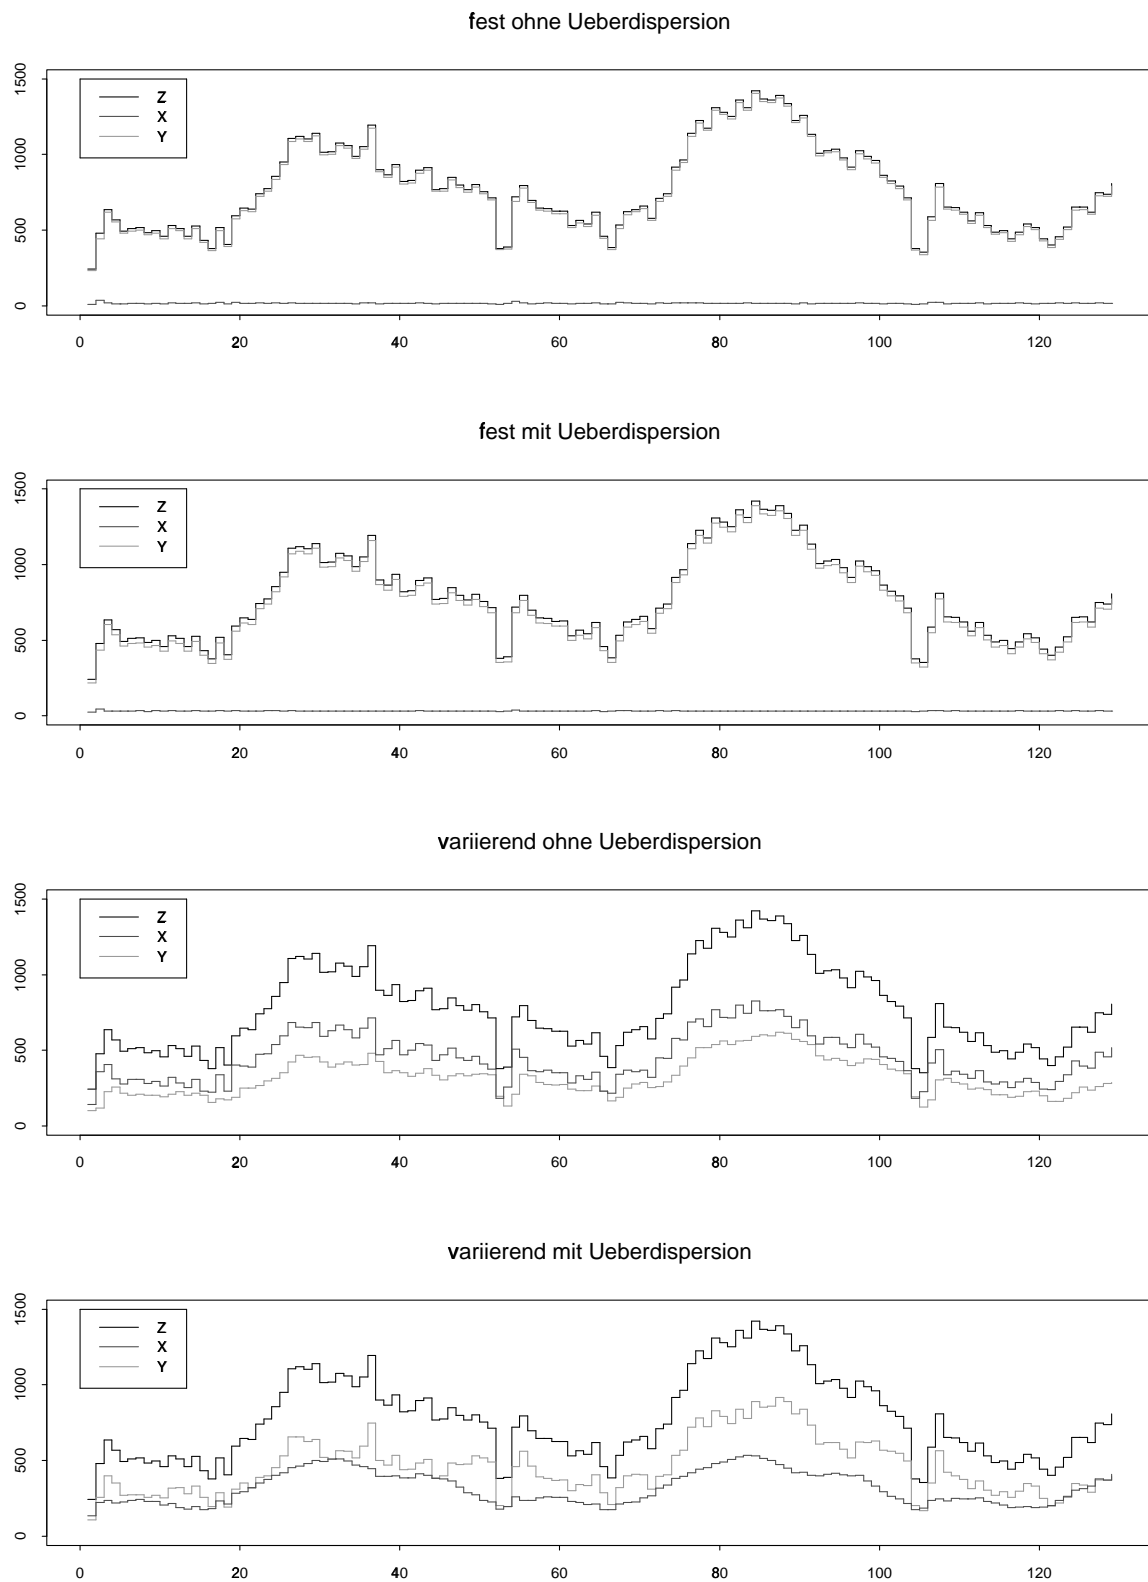 fest ohne Ueberdispersion
1500
1000
500
0
Z
X
Y
0 20 40 60 80 100 120
fest mit Ueberdispersion
1500
1000
500
0
Z
X
Y
0 20 40 60 80 100 120
variierend ohne Ueberdispersion
1500
1000
500
0
Z
X
Y
0 20 40 60 80 100 120
variierend mit Ueberdispersion
1500
1000
500
0
Z
X
Y
0 20 40 60 80 100 120